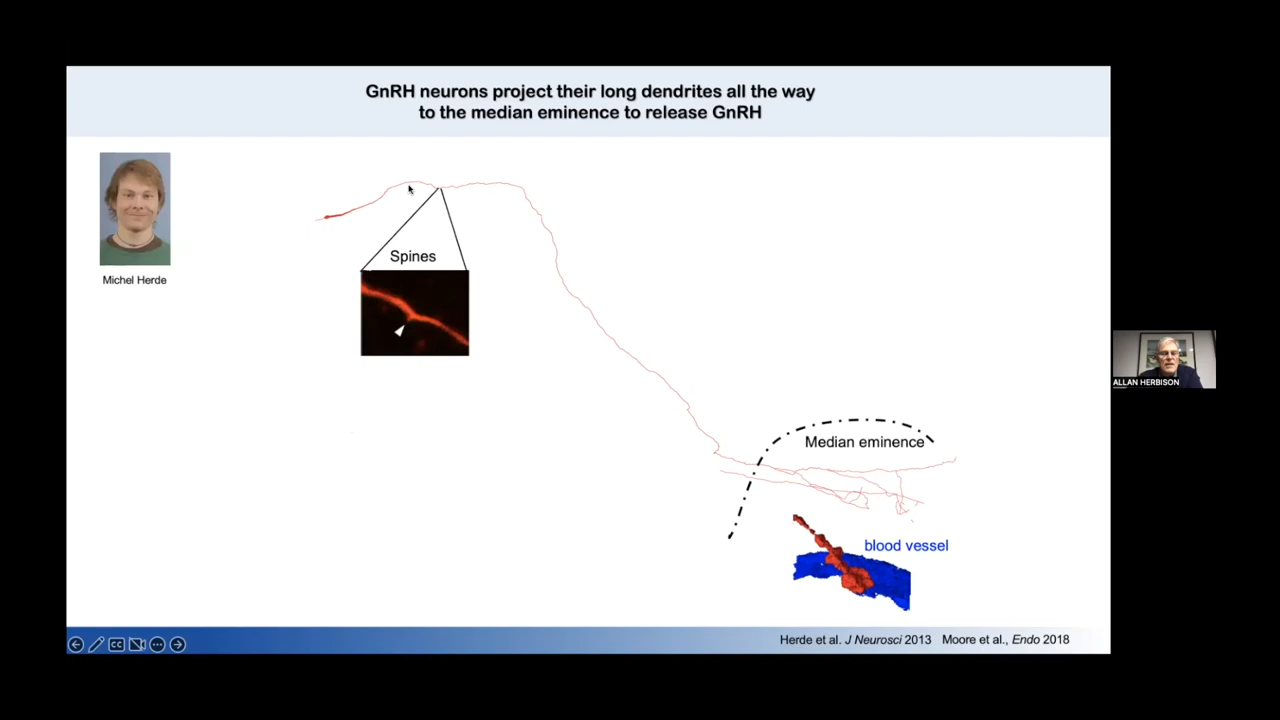 GnRH neurons project their long dendrites all the way
to the median eminence to release GnRH
Michel Herde
Spines
Median eminence
blood vessel
ALLAN HERBISON
CC
Herde et al. J Neurosci 2013 Moore et al., Endo 2018